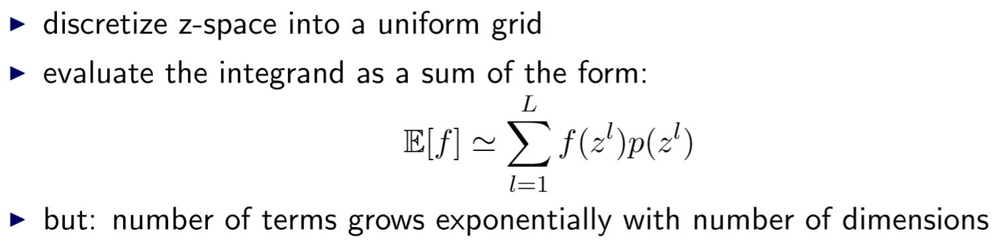 ▶ discretize z-space into a uniform grid
▶ evaluate the integrand as a sum of the form:
$\mathbb{E}[f] \simeq \sum_{l=1}^{L} f(z^l)p(z^l)$
▶ but: number of terms grows exponentially with number of dimensions